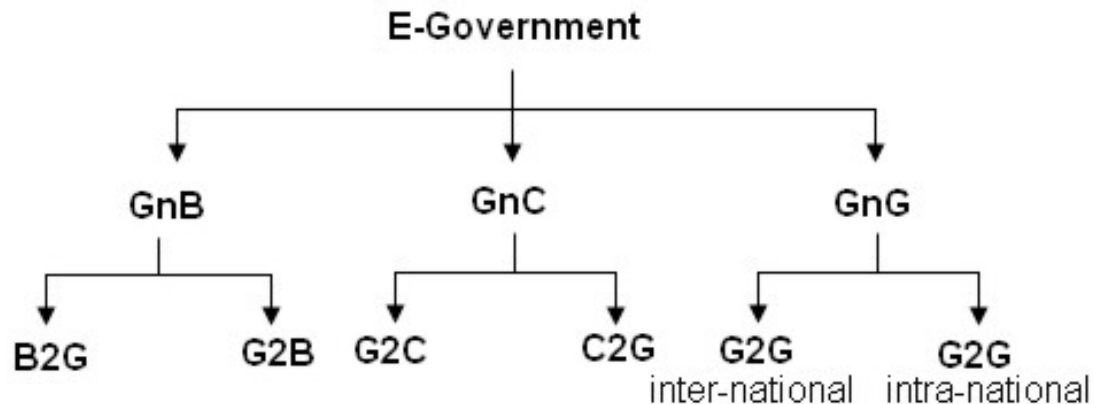 E-Government
GnB GnC GnG
B2G G2B G2C C2G G2G G2G
inter-national intra-national